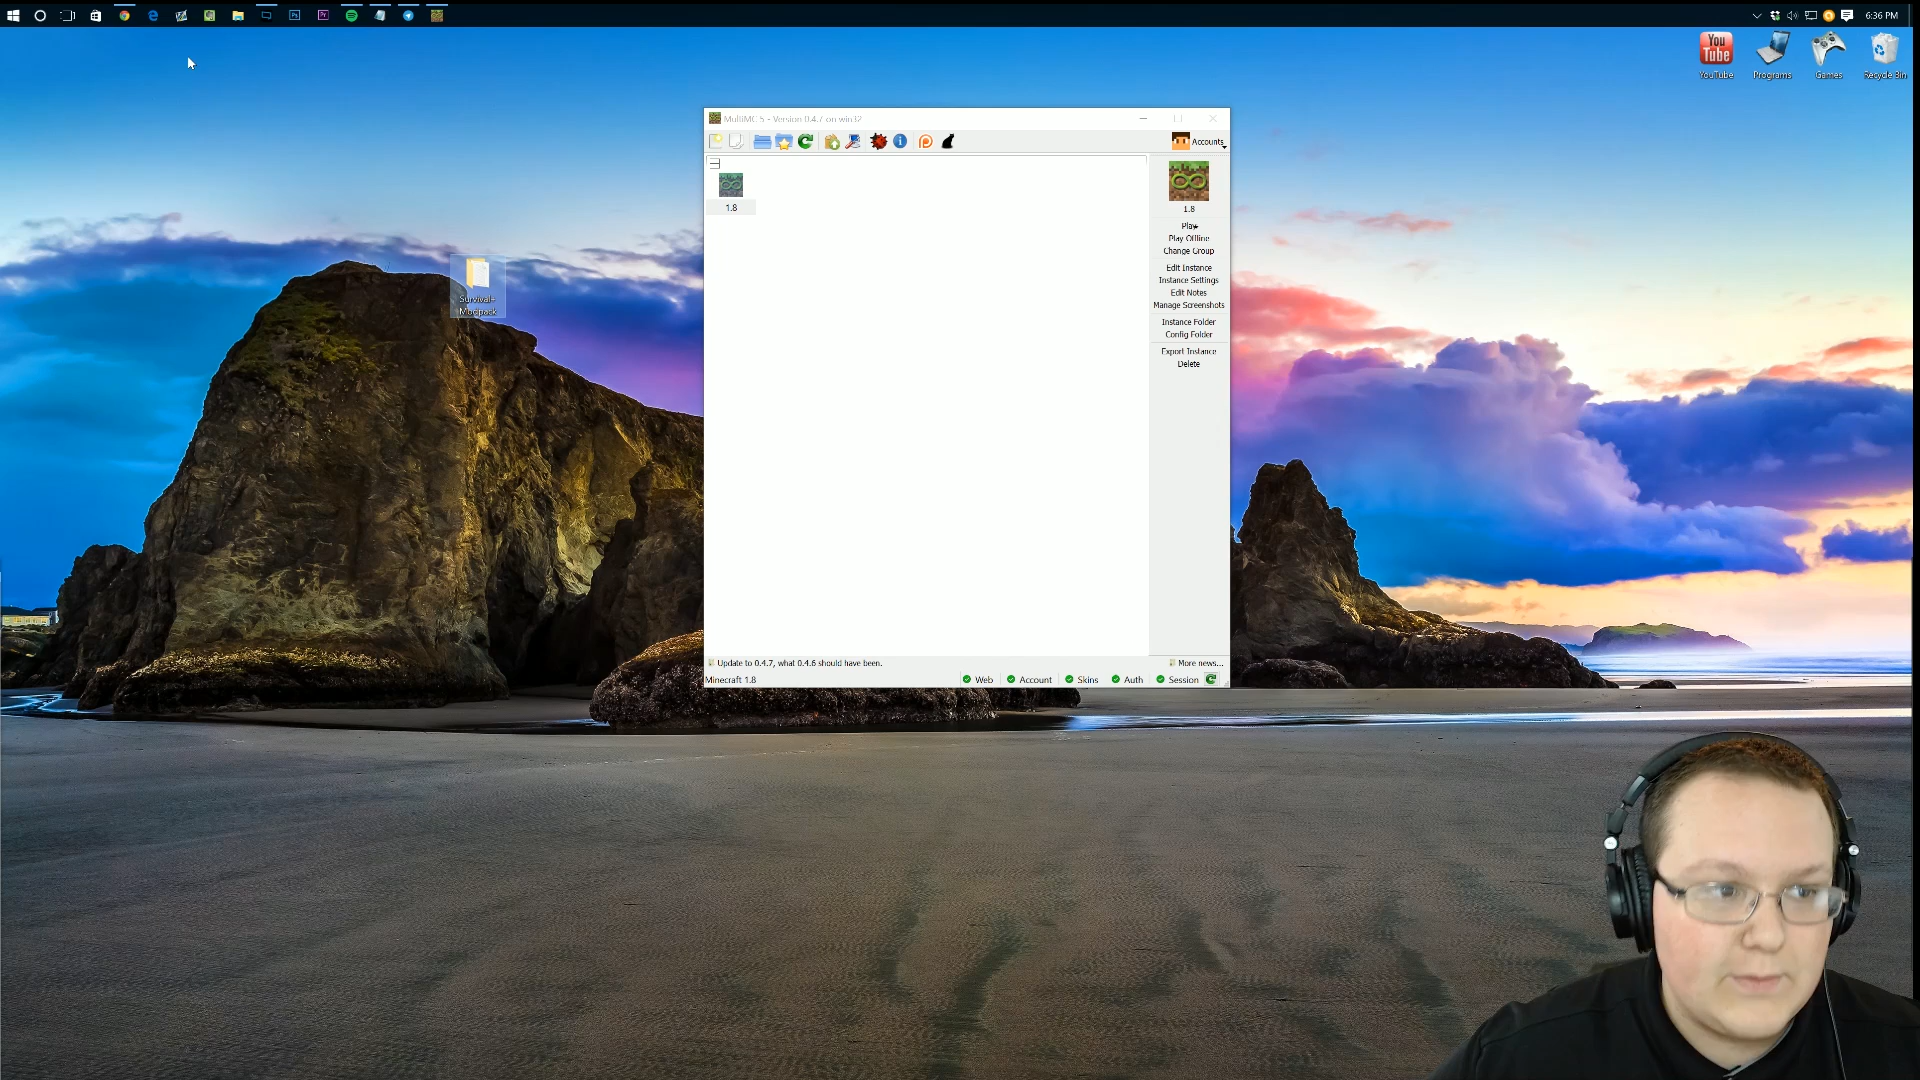 6:36 PM
You
Tube
YouTube
Programs
Games
Recycle Bin
MultiMC 5 - Version 0.4.7 on win32
Accounts
1.8
1.8
Play
Play Offline
Change Group
Edit Instance
Instance Settings
Edit Notes
Manage Screenshots
Instance Folder
Config Folder
Export Instance
Delete
Survival+
Modpack
Update to 0.4.7, what 0.4.6 should have been.
More news...
Minecraft 1.8
Web
Account
Skins
Auth
Session